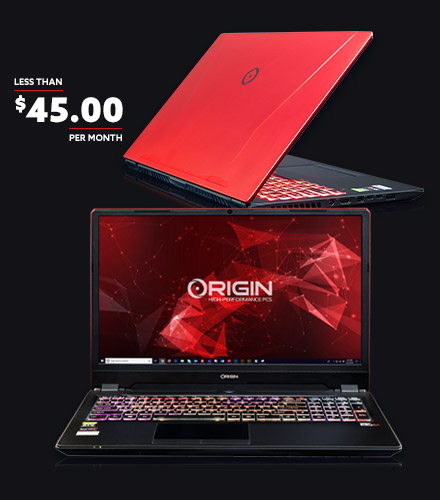 LESS THAN
$45.00
PER MONTH
ORIGIN
HIGH-PERFORMANCE PCS
ORIGIN